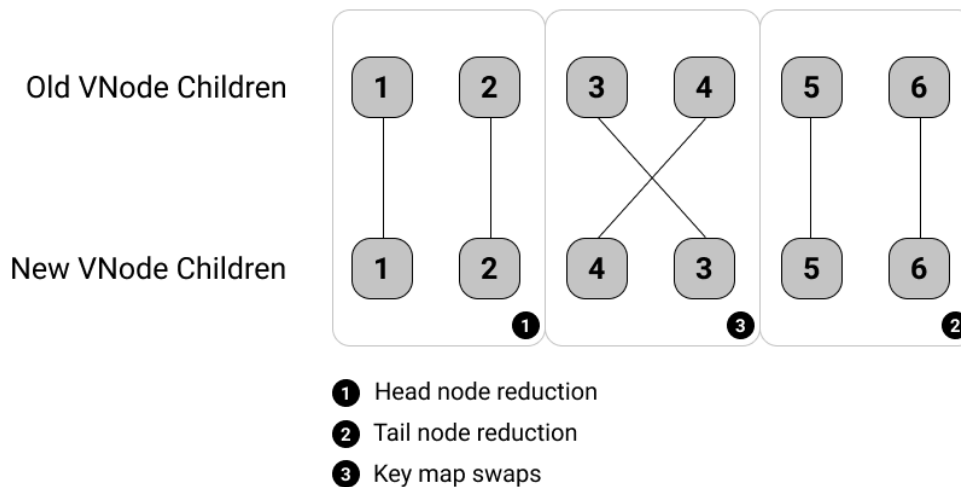 Old VNode Children 1 2 3 4 5 6
New VNode Children 1 2 4 3 5 6
1 3 2
1 Head node reduction
2 Tail node reduction
3 Key map swaps